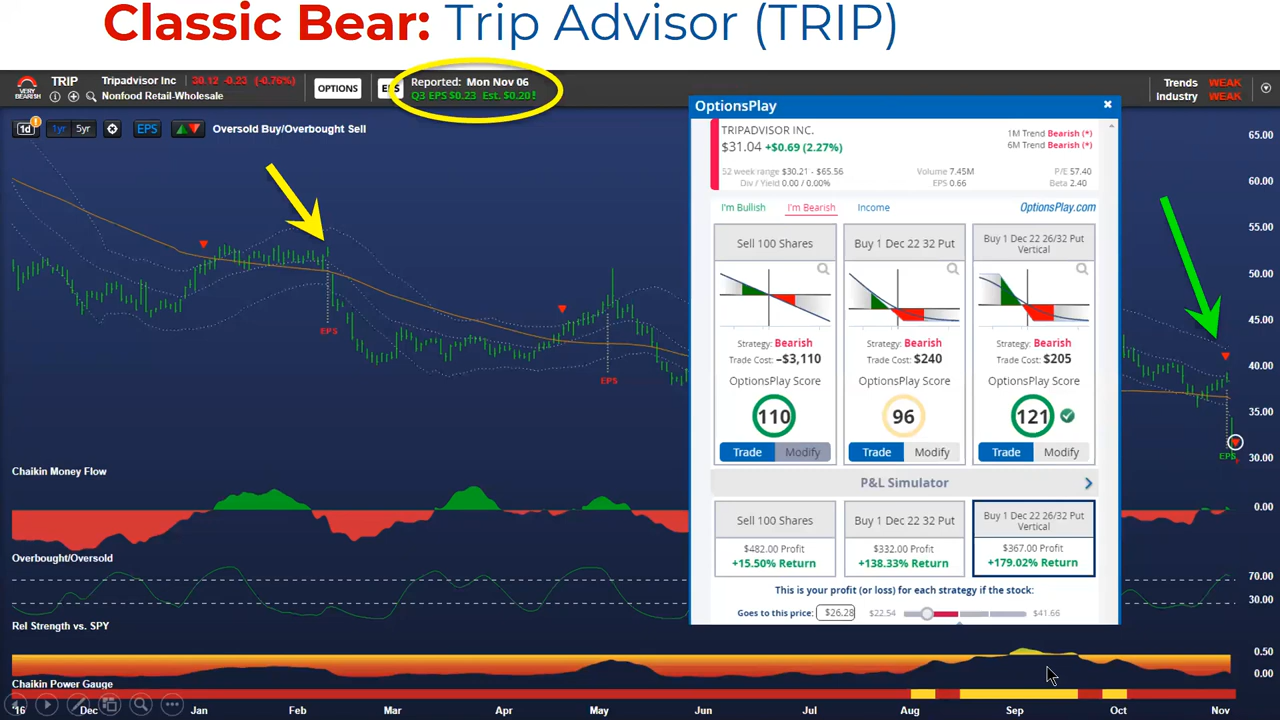 Classic Bear: Trip Advisor (TRIP)
VERY BEARISH
TRIP
Tripadvisor Inc 30.12 -0.23 (-0.76%)
Nonfood Retail-Wholesale
OPTIONS
EPS
Reported: Mon Nov 06
Q3 EPS $0.23 Est. $0.20!
Trends WEAK
Industry WEAK
1d
1yr 5yr
EPS
Oversold Buy/Overbought Sell
OptionsPlay
TRIPADVISOR INC.
$31.04 +$0.69 (2.27%)
1M Trend Bearish (*)
6M Trend Bearish (*)
52 week range $30.21 - $65.56
Div / Yield 0.00 / 0.00%
Volume 7.45M
EPS 0.66
P/E 57.40
Beta 2.40
I'm Bullish I'm Bearish Income OptionsPlay.com
Sell 100 Shares
Strategy: Bearish
Trade Cost: –$3,110
OptionsPlay Score
110
Trade Modify
Buy 1 Dec 22 32 Put
Strategy: Bearish
Trade Cost: $240
OptionsPlay Score
96
Trade Modify
Buy 1 Dec 22 26/32 Put
Vertical
Strategy: Bearish
Trade Cost: $205
OptionsPlay Score
121
Trade Modify
P&L Simulator
Sell 100 Shares
$482.00 Profit
+15.50% Return
Buy 1 Dec 22 32 Put
$332.00 Profit
+138.33% Return
Buy 1 Dec 22 26/32 Put
Vertical
$367.00 Profit
+179.02% Return
This is your profit (or loss) for each strategy if the stock:
Goes to this price: $26.28 $22.54 $41.66
65.00
60.00
55.00
50.00
45.00
40.00
35.00
30.00
EPS
EPS
EPS
Chaikin Money Flow
0.00
Overbought/Oversold
70.00
30.00
Rel Strength vs. SPY
0.50
0.00
Chaikin Power Gauge
'16 Dec Jan Feb Mar Apr May Jun Jul Aug Sep Oct Nov